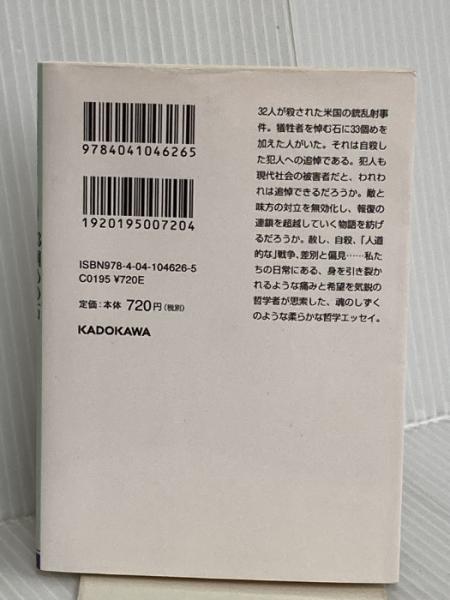 9784041046265
1920195007204
ISBN978-4-04-104626-5
C0195 ¥720E
定価:本体 720円(税別)
KADOKAWA
32人が殺された米国の銃乱射事
件。犠牲者を悼む石に33個めを
加えた人がいた。それは自殺し
た犯人への追悼である。犯人も
現代社会の被害者だと、われわ
れは追悼できるだろうか。敵と
味方の対立を無効化し、報復の
連鎖を超越していく物語を紡げ
るだろうか。赦し、自殺、「人道
的な」戦争、差別と偏見……私た
ちの日常にある、身を引き裂か
れるような痛みと希望を気鋭の
哲学者が思索した、魂のしずく
のような柔らかな哲学エッセイ。